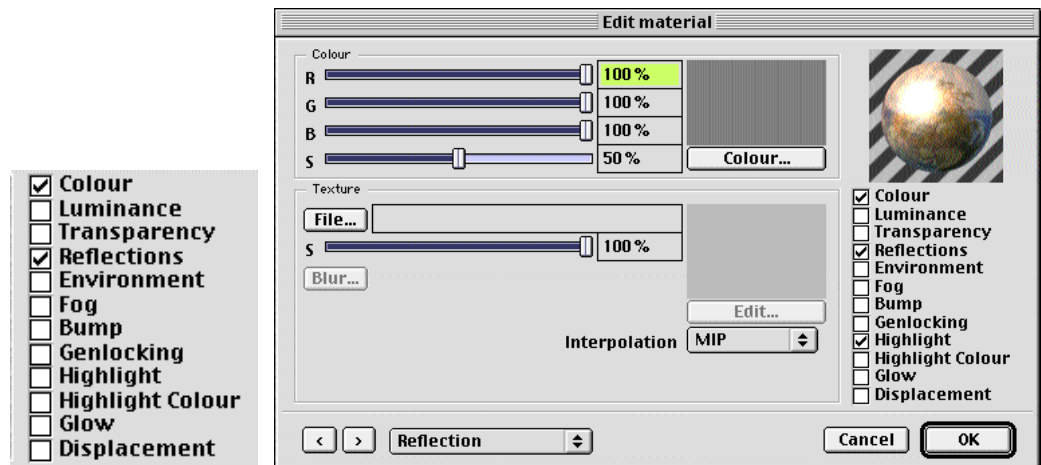 Colour
Luminance
Transparency
Reflections
Environment
Fog
Bump
Genlocking
Highlight
Highlight Colour
Glow
Displacement
Edit material
Colour
R 100 %
G 100 %
B 100 %
S 50 %
Colour...
Texture
File...
S 100 %
Blur...
Edit...
Interpolation MIP
Colour
Luminance
Transparency
Reflections
Environment
Fog
Bump
Genlocking
Highlight
Highlight Colour
Glow
Displacement
< > Reflection
Cancel OK